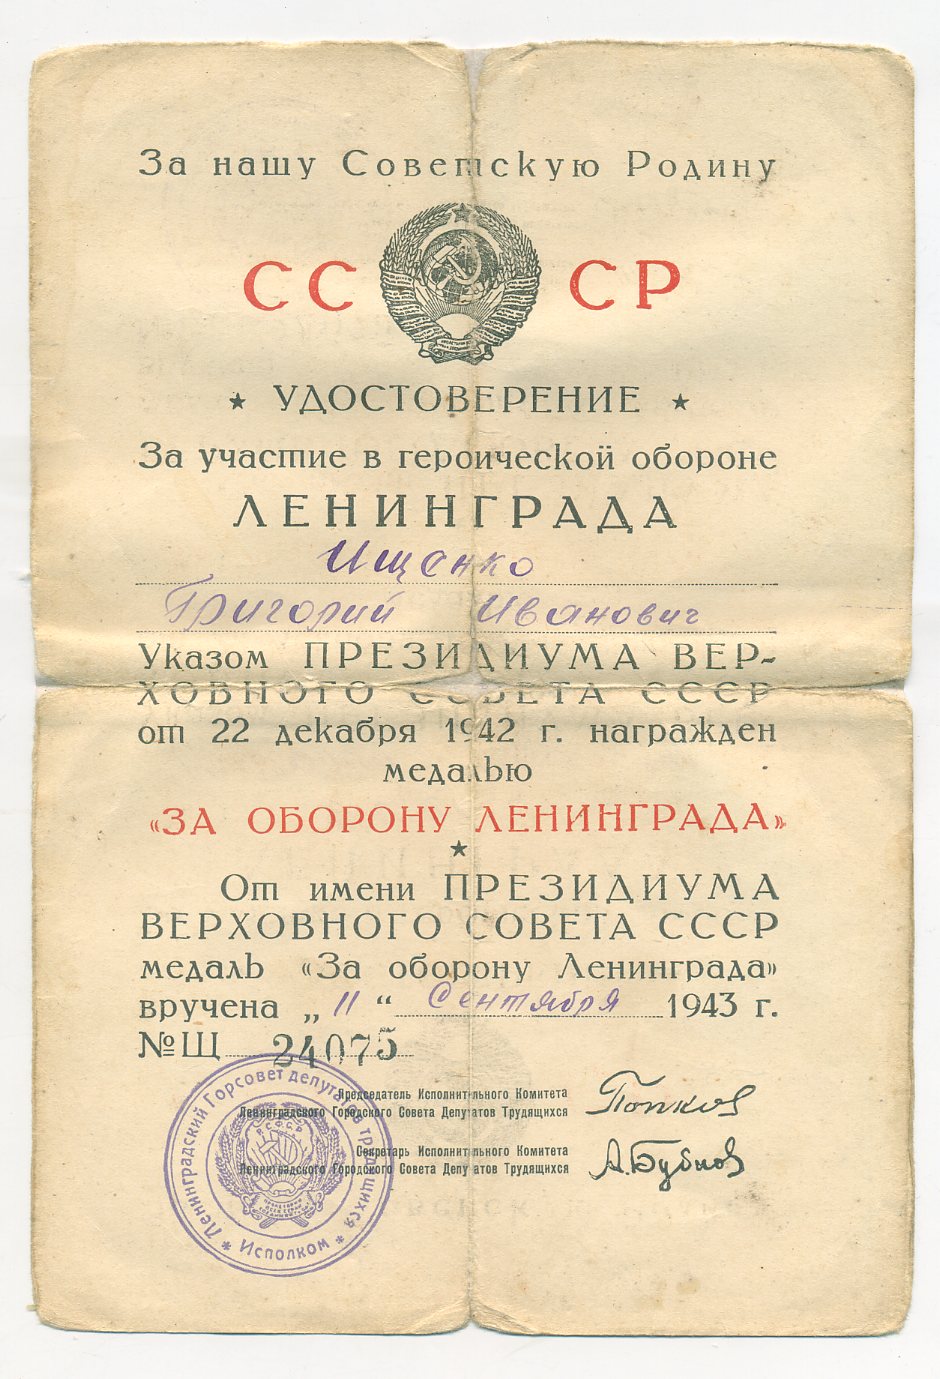 За нашу Советскую Родину
СССР
★ УДОСТОВЕРЕНИЕ ★
За участие в героической обороне
ЛЕНИНГРАДА
Ищенко
Григорий Иванович
Указом ПРЕЗИДИУМА ВЕР-
ХОВНОГО СОВЕТА СССР
от 22 декабря 1942 г. награжден
медалью
«ЗА ОБОРОНУ ЛЕНИНГРАДА»
★
От имени ПРЕЗИДИУМА
ВЕРХОВНОГО СОВЕТА СССР
медаль «За оборону Ленинграда»
вручена „11“ Сентября 1943 г.
№ Щ 24075
Председатель Исполнительного Комитета
Ленинградского Городского Совета Депутатов Трудящихся
Попков
Секретарь Исполнительного Комитета
Ленинградского Городского Совета Депутатов Трудящихся
А. Бубнов
Ленинградский Горсовет депутатов трудящихся
* Исполком *
РСФСР